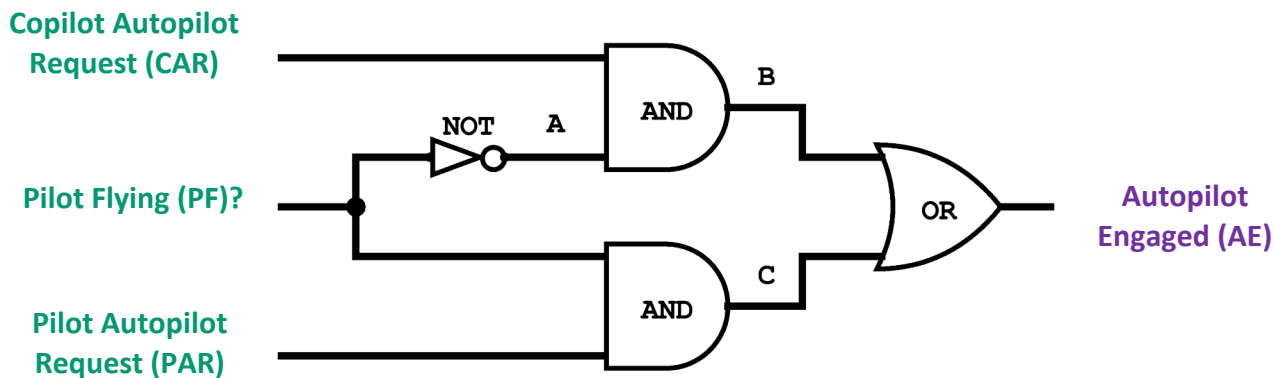 Copilot Autopilot
Request (CAR)
NOT
A
AND
B
Pilot Flying (PF)?
OR
Autopilot
Engaged (AE)
AND
C
Pilot Autopilot
Request (PAR)